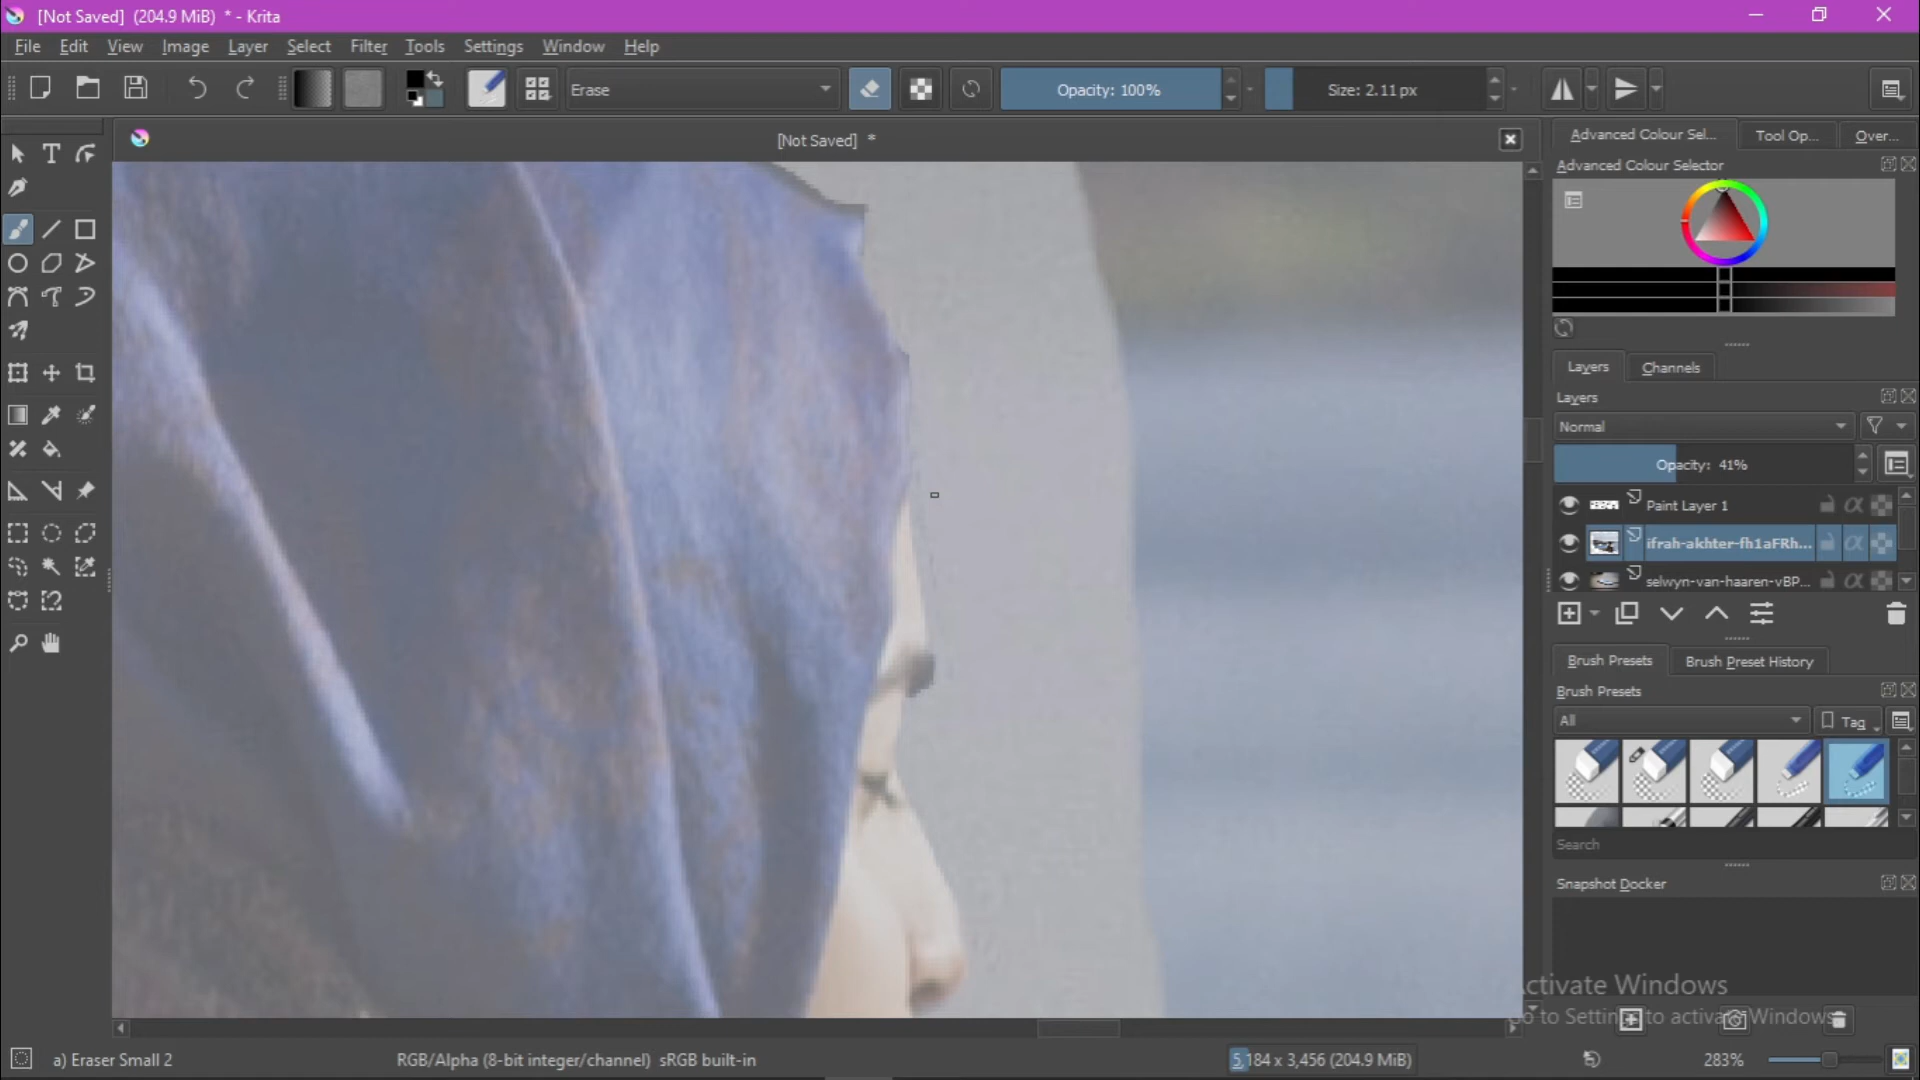 [Not Saved] (204.9 MiB) * - Krita
File Edit View Image Layer Select Filter Tools Settings Window Help
Erase
Opacity: 100%
Size: 2.11 px
[Not Saved] *
Advanced Colour Sel... Tool Op... Over...
Advanced Colour Selector
Layers Channels
Layers
Normal
Opacity: 41%
Paint Layer 1
ifrah-akhter-fh1aFRh...
selwyn-van-haaren-vBP...
Brush Presets Brush Preset History
Brush Presets
All Tag
Search
Snapshot Docker
Activate Windows
Go to Settings to activate Windows.
a) Eraser Small 2 RGB/Alpha (8-bit integer/channel) sRGB built-in 5,184 x 3,456 (204.9 MiB) 283%